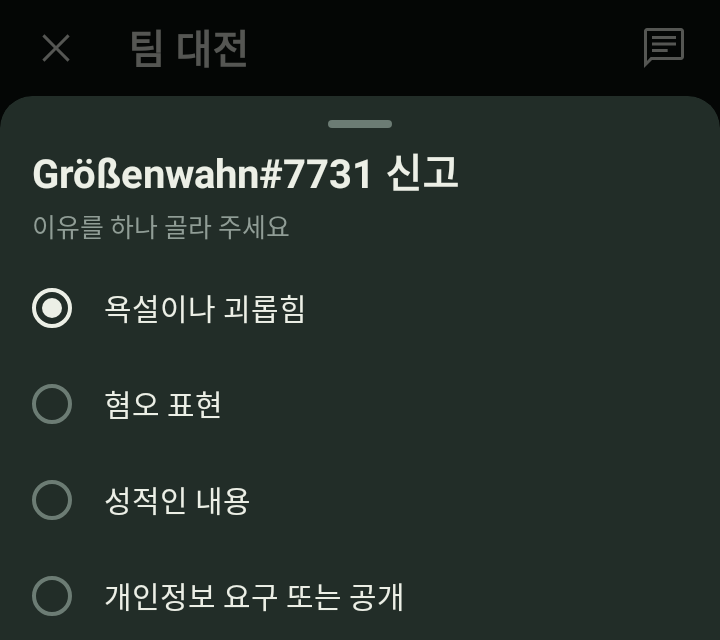 팀 대전
Größenwahn#7731 신고
이유를 하나 골라 주세요
욕설이나 괴롭힘
혐오 표현
성적인 내용
개인정보 요구 또는 공개